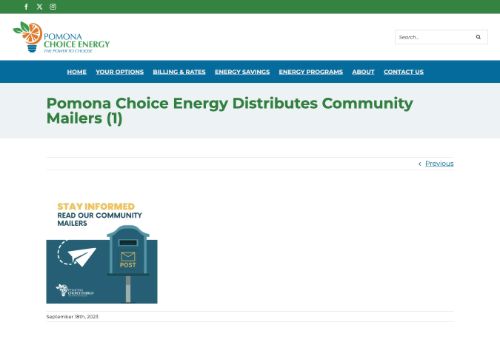 POMONA
CHOICE ENERGY
THE POWER TO CHOOSE
Search...
HOME YOUR OPTIONS BILLING & RATES ENERGY SAVINGS ENERGY PROGRAMS ABOUT CONTACT US
Pomona Choice Energy Distributes Community
Mailers (1)
Previous
STAY INFORMED
READ OUR COMMUNITY
MAILERS
POST
POMONA
CHOICE ENERGY
September 18th, 2023